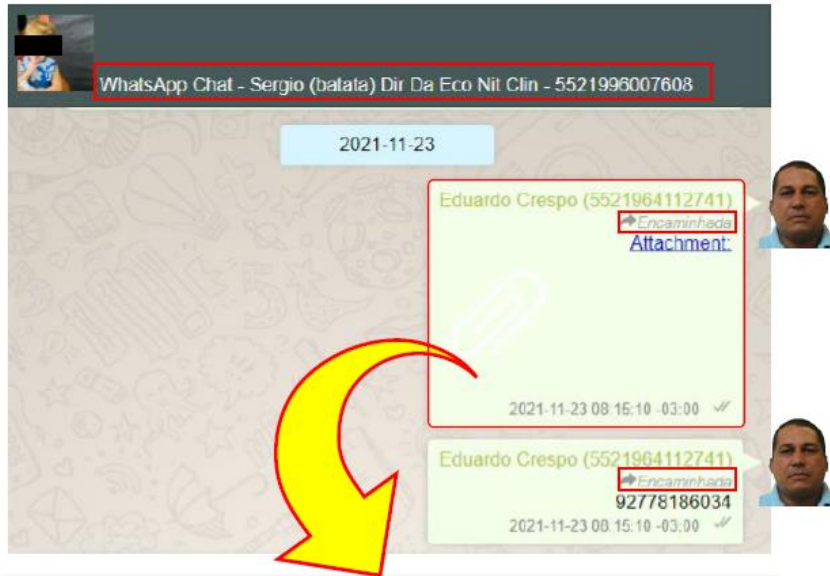 WhatsApp Chat - Sergio (batata) Dir Da Eco Nit Clin - 5521996007608
2021-11-23
Eduardo Crespo (5521964112741)
Encaminhada
Attachment:
2021-11-23 08:15:10 -03:00
Eduardo Crespo (5521964112741)
Encaminhada
92778186034
2021-11-23 08:15:10 -03:00